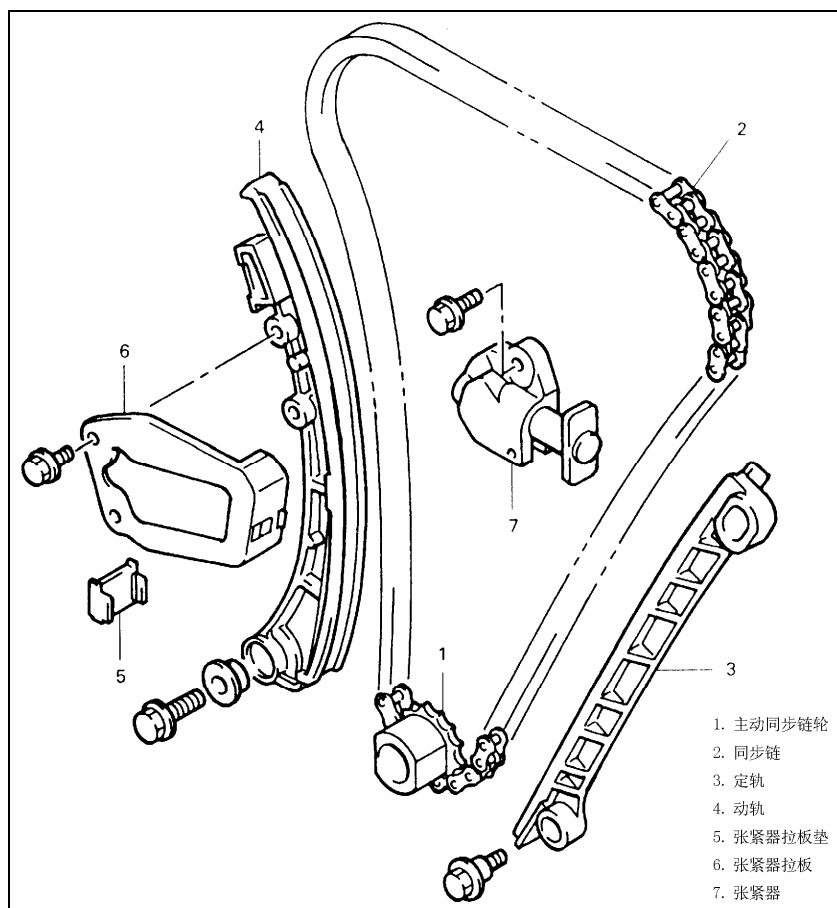 4
2
6
7
5
1
3
1. 主动同步链轮
2. 同步链
3. 定轨
4. 动轨
5. 张紧器拉板垫
6. 张紧器拉板
7. 张紧器